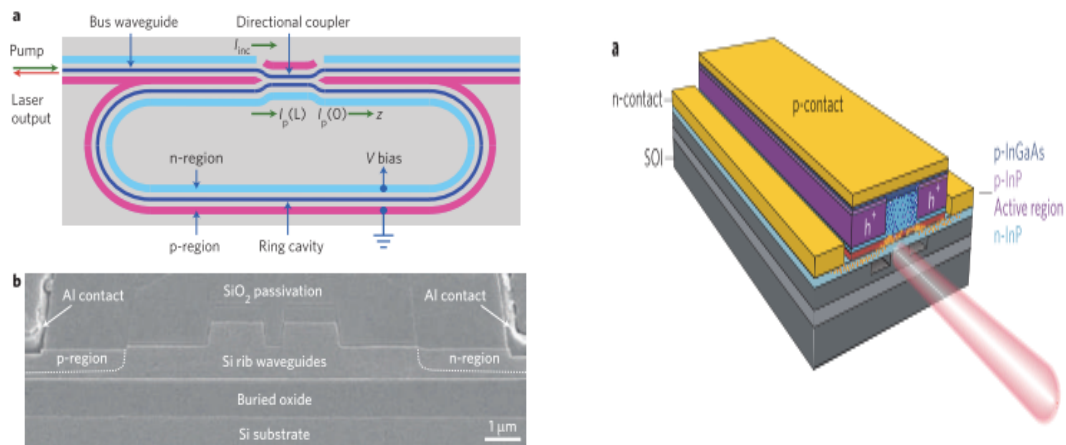 a
Bus waveguide
Directional coupler
I_inc
Pump
Laser
output
I_p(L) I_p(0) z
n-region
V bias
p-region
Ring cavity
b
Al contact
SiO₂ passivation
Al contact
p-region
Si rib waveguides
n-region
Buried oxide
1 μm
Si substrate
a
p-contact
n-contact
SOI
p-InGaAs
p-InP
Active region
n-InP
h⁺
h⁺